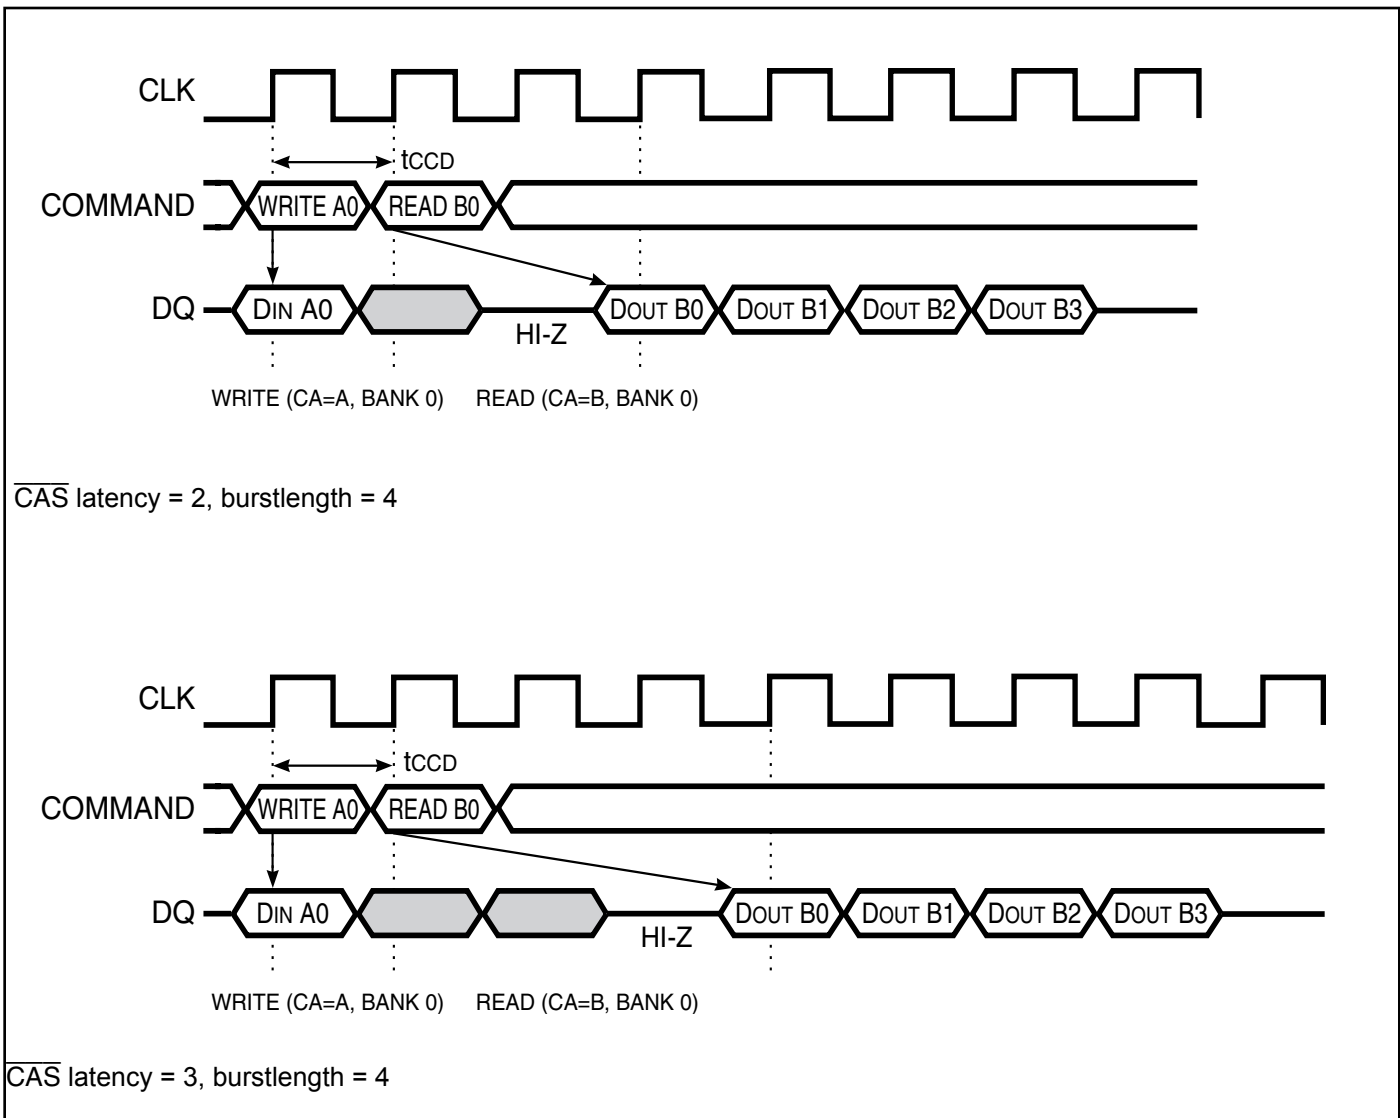 CLK
tCCD
COMMAND WRITE A0 READ B0
DQ DIN A0 DOUT B0 DOUT B1 DOUT B2 DOUT B3
HI-Z
WRITE (CA=A, BANK 0) READ (CA=B, BANK 0)
CAS latency = 2, burstlength = 4
CLK
tCCD
COMMAND WRITE A0 READ B0
DQ DIN A0 DOUT B0 DOUT B1 DOUT B2 DOUT B3
HI-Z
WRITE (CA=A, BANK 0) READ (CA=B, BANK 0)
CAS latency = 3, burstlength = 4